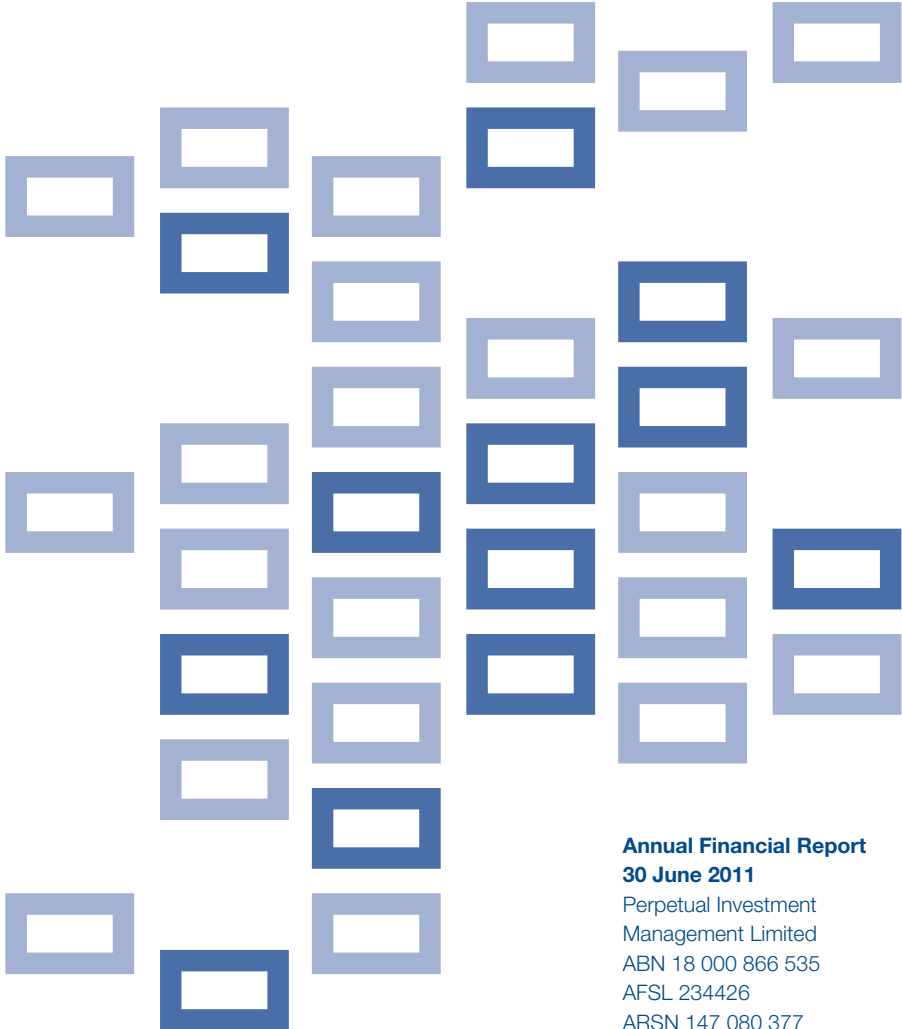 Annual Financial Report
30 June 2011
Perpetual Investment
Management Limited
ABN 18 000 866 535
AFSL 234426
ARSN 147 080 377